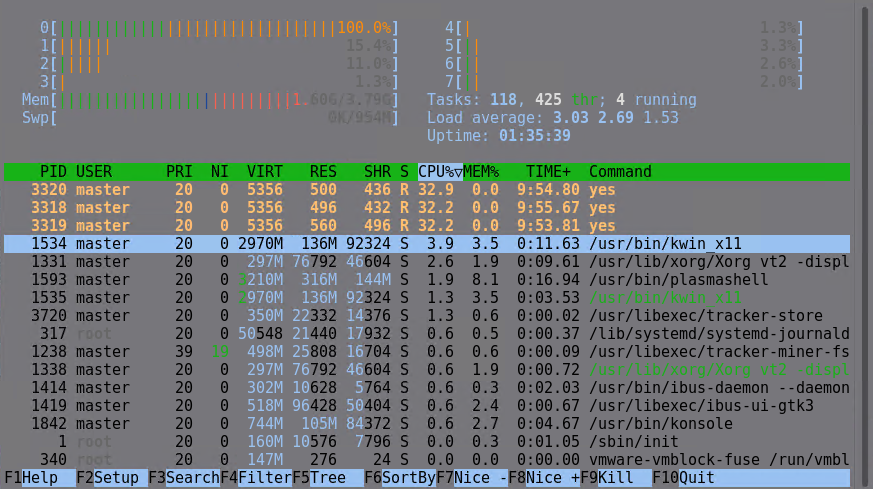 0[||||||||||||||||||||||||||||||||||100.0%] 4[| 1.3%]
1[|||||| 15.4%] 5[|| 3.3%]
2[||||| 11.0%] 6[|| 2.6%]
3[| 1.3%] 7[|| 2.0%]
Mem[|||||||||||||||||||||||||||1.60G/3.79G] Tasks: 118, 425 thr; 4 running
Swp[ 0K/954M] Load average: 3.03 2.69 1.53
Uptime: 01:35:39
PID USER PRI NI VIRT RES SHR S CPU%▽MEM% TIME+ Command
3320 master 20 0 5356 500 436 R 32.9 0.0 9:54.80 yes
3318 master 20 0 5356 496 432 R 32.2 0.0 9:55.67 yes
3319 master 20 0 5356 560 496 R 32.2 0.0 9:53.81 yes
1534 master 20 0 2970M 136M 92324 S 3.9 3.5 0:11.63 /usr/bin/kwin_x11
1331 master 20 0 297M 76792 46604 S 2.6 1.9 0:09.61 /usr/lib/xorg/Xorg vt2 -displ
1593 master 20 0 3210M 316M 144M S 1.9 8.1 0:16.94 /usr/bin/plasmashell
1535 master 20 0 2970M 136M 92324 S 1.3 3.5 0:03.53 /usr/bin/kwin_x11
3720 master 20 0 350M 22332 14376 S 1.3 0.6 0:00.02 /usr/libexec/tracker-store
317 root 20 0 50548 21440 17932 S 0.6 0.5 0:00.37 /lib/systemd/systemd-journald
1238 master 39 19 498M 25808 16704 S 0.6 0.6 0:00.09 /usr/libexec/tracker-miner-fs
1338 master 20 0 297M 76792 46604 S 0.6 1.9 0:00.72 /usr/lib/xorg/Xorg vt2 -displ
1414 master 20 0 302M 10628 5764 S 0.6 0.3 0:02.03 /usr/bin/ibus-daemon --daemon
1419 master 20 0 518M 96428 50404 S 0.6 2.4 0:00.67 /usr/libexec/ibus-ui-gtk3
1842 master 20 0 744M 105M 84372 S 0.6 2.7 0:04.67 /usr/bin/konsole
1 root 20 0 160M 10576 7796 S 0.0 0.3 0:01.05 /sbin/init
340 root 20 0 147M 276 24 S 0.0 0.0 0:00.00 vmware-vmblock-fuse /run/vmbl
F1Help F2Setup F3SearchF4FilterF5Tree F6SortByF7Nice -F8Nice +F9Kill F10Quit